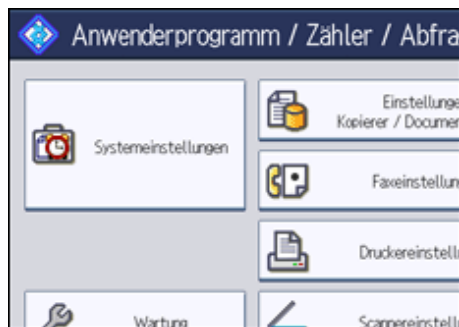 Anwenderprogramm / Zähler / Abfra
Systemeinstellungen
Einstellunge
Kopierer / Documen
Faxeinstellun
Druckereinstell
Wartung
Scannereinstell